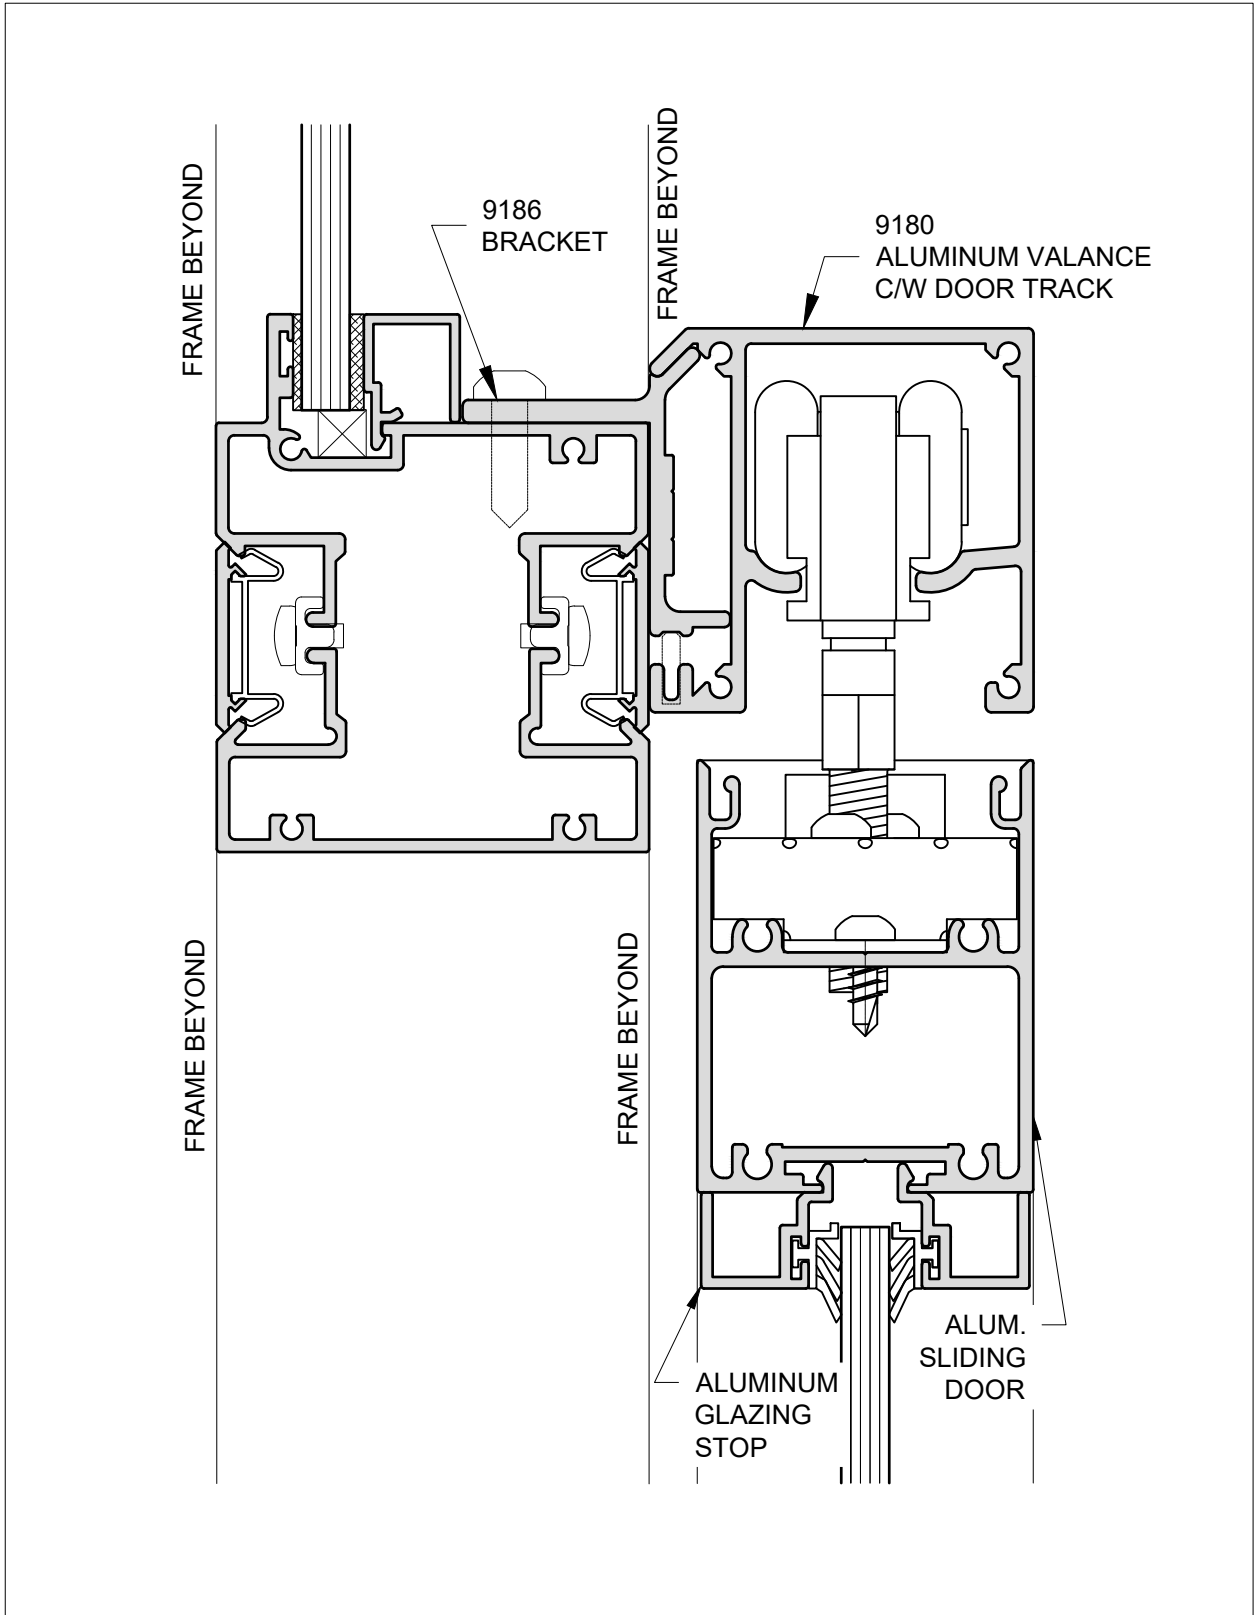 FRAME BEYOND
FRAME BEYOND
9186
BRACKET
9180
ALUMINUM VALANCE
C/W DOOR TRACK
FRAME BEYOND
FRAME BEYOND
ALUMINUM
GLAZING
STOP
ALUM.
SLIDING
DOOR